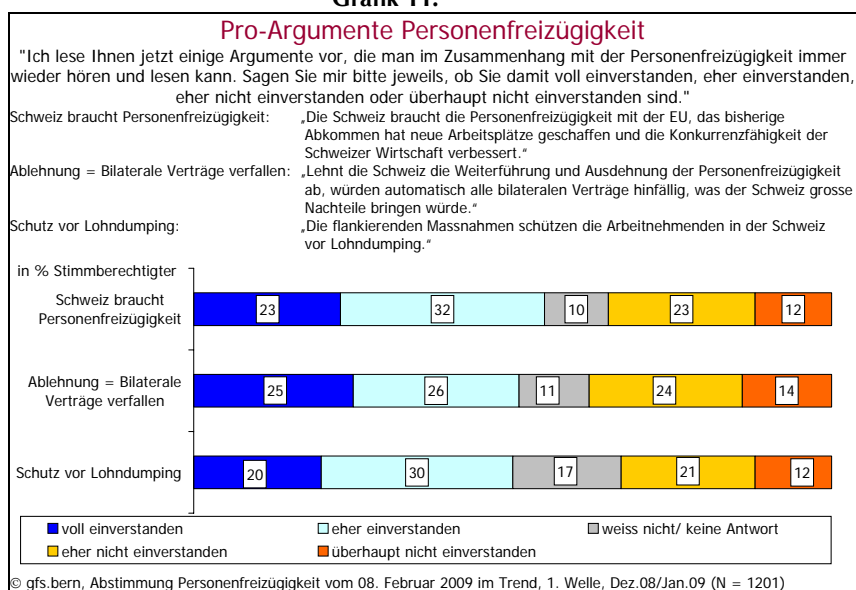 Grafik 11:
Pro-Argumente Personenfreizügigkeit
"Ich lese Ihnen jetzt einige Argumente vor, die man im Zusammenhang mit der Personenfreizügigkeit immer
wieder hören und lesen kann. Sagen Sie mir bitte jeweils, ob Sie damit voll einverstanden, eher einverstanden,
eher nicht einverstanden oder überhaupt nicht einverstanden sind."
Schweiz braucht Personenfreizügigkeit: „Die Schweiz braucht die Personenfreizügigkeit mit der EU, das bisherige
Abkommen hat neue Arbeitsplätze geschaffen und die Konkurrenzfähigkeit der
Schweizer Wirtschaft verbessert.“
Ablehnung = Bilaterale Verträge verfallen: „Lehnt die Schweiz die Weiterführung und Ausdehnung der Personenfreizügigkeit
ab, würden automatisch alle bilateralen Verträge hinfällig, was der Schweiz grosse
Nachteile bringen würde.“
Schutz vor Lohndumping: „Die flankierenden Massnahmen schützen die Arbeitnehmenden in der Schweiz
vor Lohndumping.“
in % Stimmberechtigter
Schweiz braucht
Personenfreizügigkeit
23 32 10 23 12
Ablehnung = Bilaterale
Verträge verfallen
25 26 11 24 14
Schutz vor Lohndumping
20 30 17 21 12
voll einverstanden eher einverstanden weiss nicht/ keine Antwort
eher nicht einverstanden überhaupt nicht einverstanden
© gfs.bern, Abstimmung Personenfreizügigkeit vom 08. Februar 2009 im Trend, 1. Welle, Dez.08/Jan.09 (N = 1201)